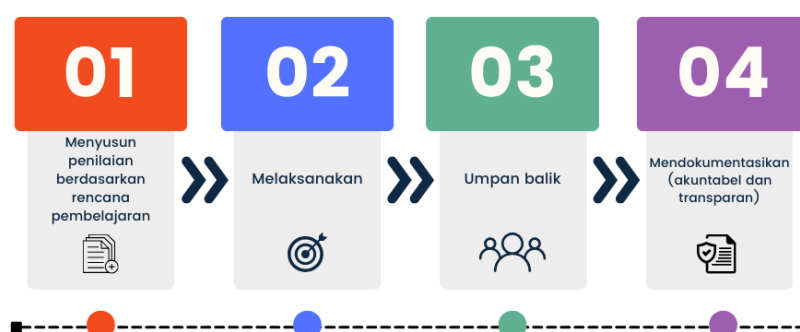 01
Menyusun
penilaian
berdasarkan
rencana
pembelajaran
02
Melaksanakan
03
Umpan balik
04
Mendokumentasikan
(akuntabel dan
transparan)